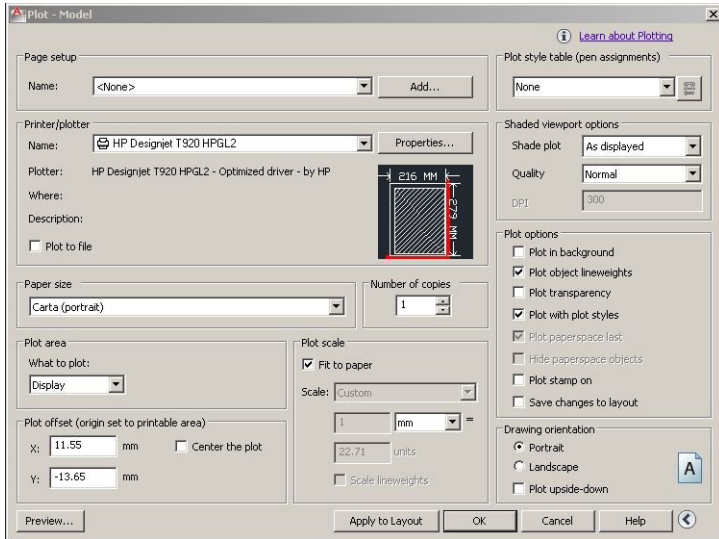 Plot - Model
Learn about Plotting
Page setup
Name: <None> Add...
Plot style table (pen assignments)
None
Printer/plotter
Name: HP Designjet T920 HPGL2 Properties...
Plotter: HP Designjet T920 HPGL2 - Optimized driver - by HP
Where:
Description:
Plot to file
216 MM
279 MM
Shaded viewport options
Shade plot As displayed
Quality Normal
DPI 300
Paper size
Carta (portrait)
Number of copies
1
Plot options
Plot in background
Plot object lineweights
Plot transparency
Plot with plot styles
Plot paperspace last
Hide paperspace objects
Plot stamp on
Save changes to layout
Plot area
What to plot:
Display
Plot scale
Fit to paper
Scale: Custom
1 mm =
22.71 units
Scale lineweights
Plot offset (origin set to printable area)
X: 11.55 mm Center the plot
Y: -13.65 mm
Drawing orientation
Portrait
Landscape
Plot upside-down
A
Preview... Apply to Layout OK Cancel Help